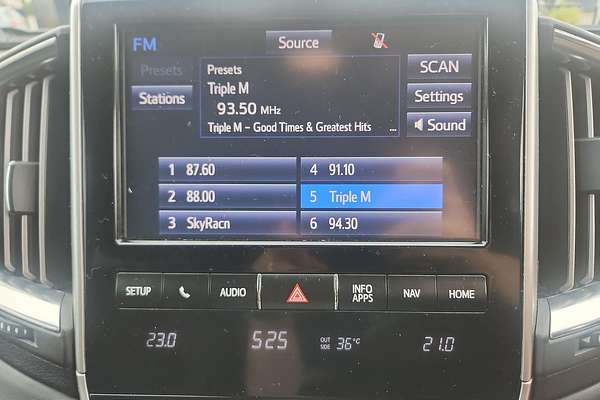 FM
Source
Presets
Stations
Presets
Triple M
93.50 MHz
Triple M - Good Times & Greatest Hits ...
SCAN
Settings
Sound
1 87.60
2 88.00
3 SkyRacn
4 91.10
5 Triple M
6 94.30
SETUP
AUDIO
INFO
APPS
NAV
HOME
23.0
5:25
OUT
SIDE 36°C
21.0